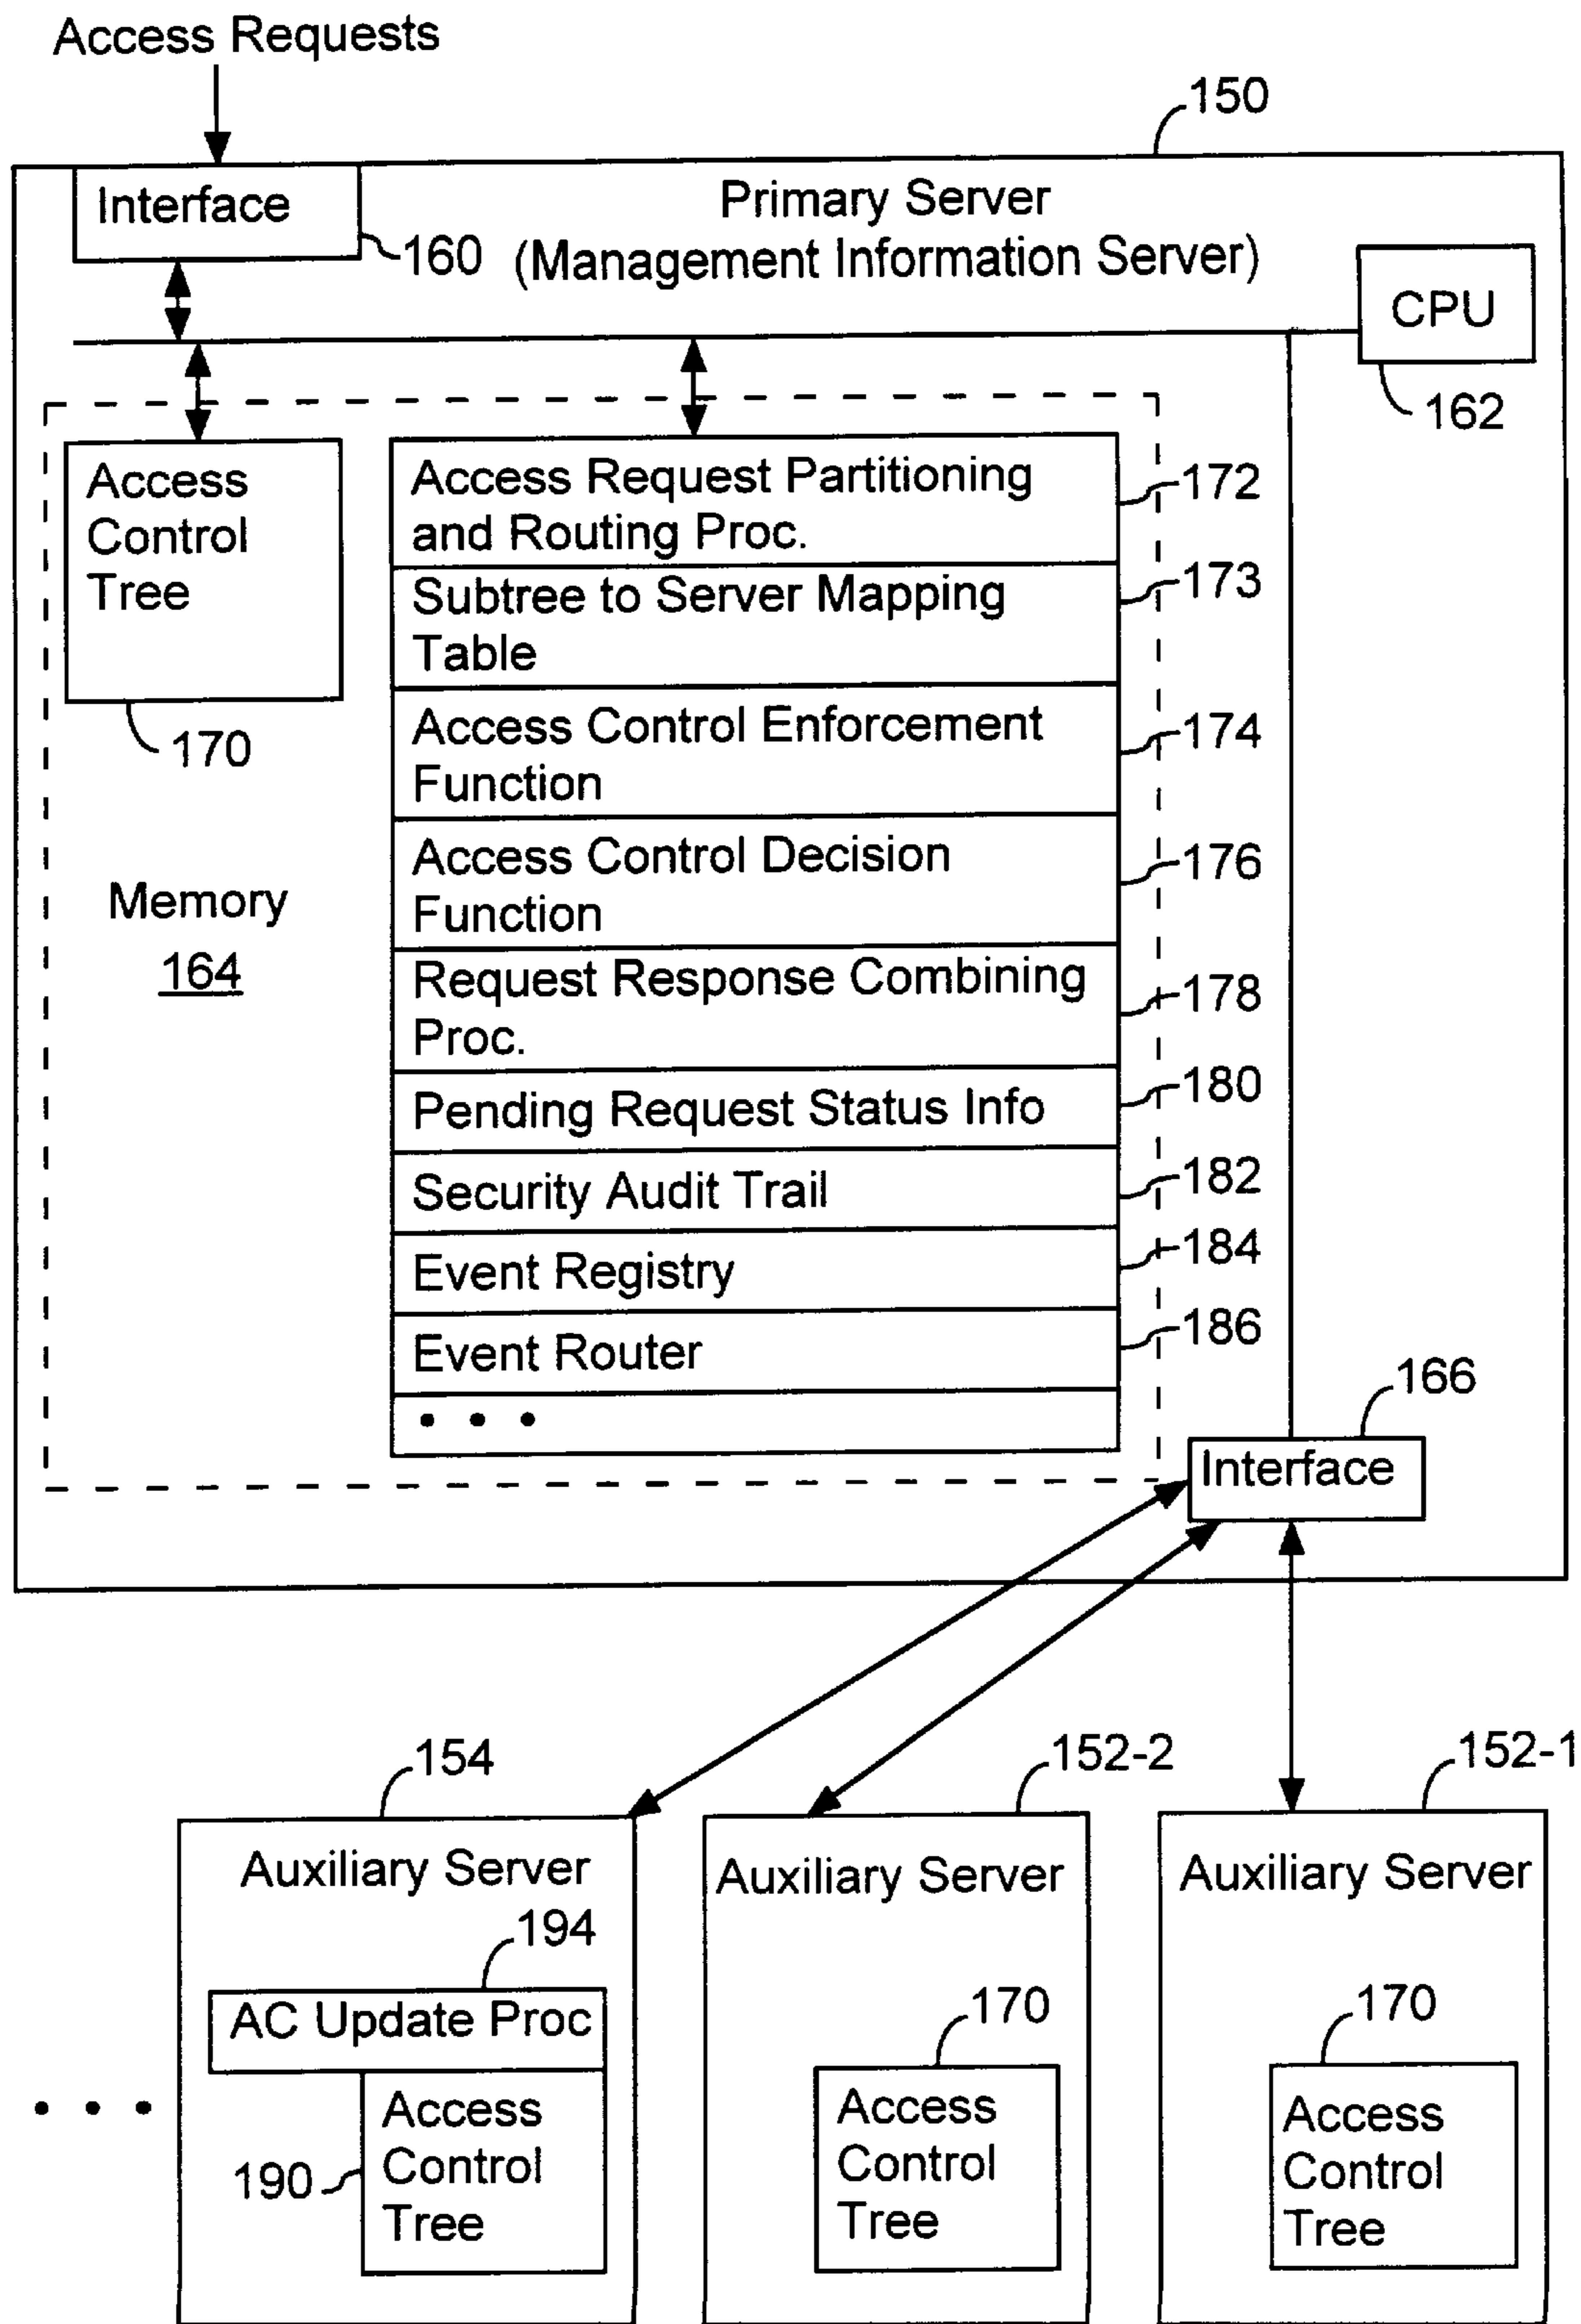 Access Requests
150
Interface
Primary Server
160
(Management Information Server)
CPU
162
Access
Control
Tree
170
Memory
164
Access Request Partitioning
and Routing Proc.
172
Subtree to Server Mapping
Table
173
Access Control Enforcement
Function
174
Access Control Decision
Function
176
Request Response Combining
Proc.
178
Pending Request Status Info
180
Security Audit Trail
182
Event Registry
184
Event Router
186
• • •
166
Interface
154
Auxiliary Server
194
AC Update Proc
190
Access
Control
Tree
152-2
Auxiliary Server
170
Access
Control
Tree
152-1
Auxiliary Server
170
Access
Control
Tree
• • •